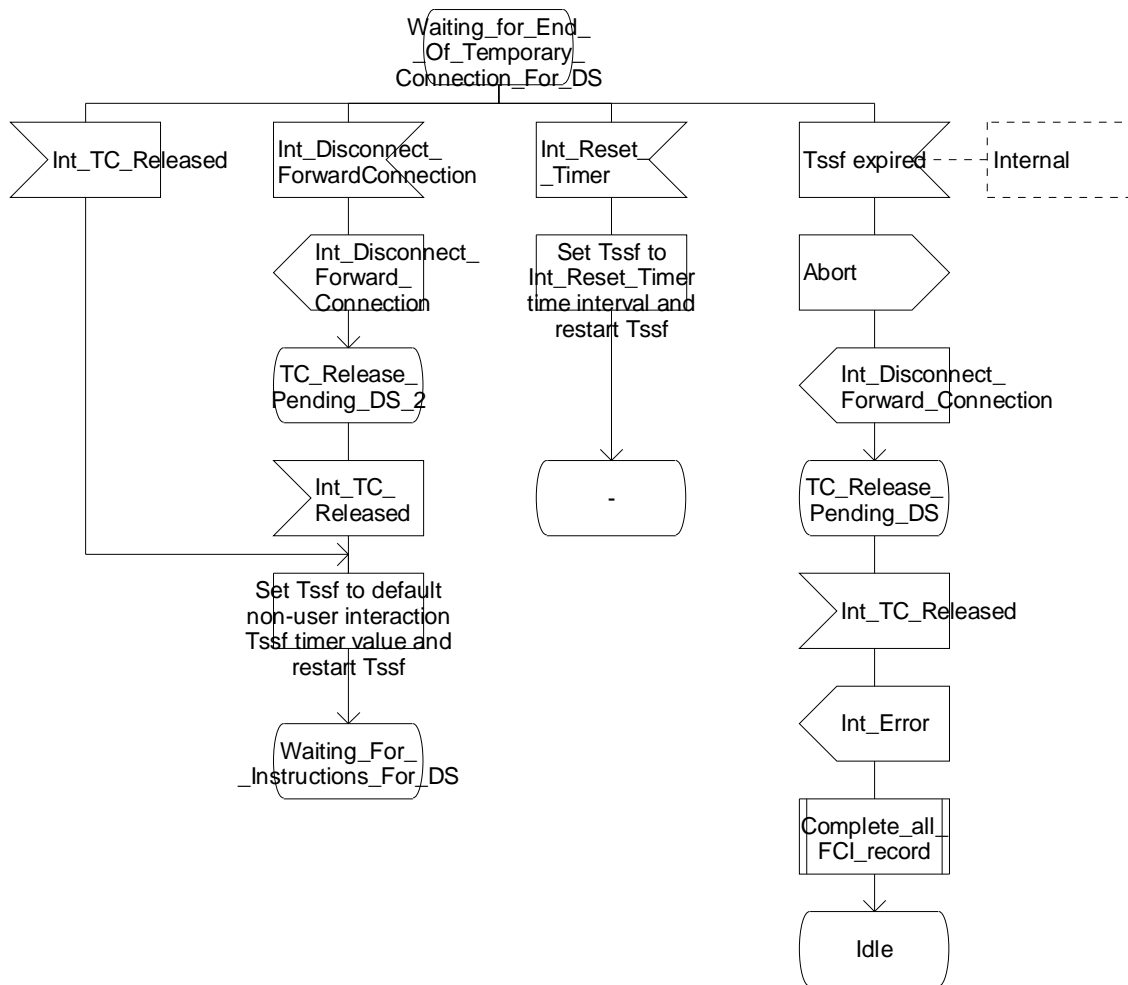 Waiting_for_End_
_Of_Temporary_
Connection_For_DS
Int_TC_Released
Int_Disconnect_
ForwardConnection
Int_Reset_
_Timer
Tssf expired
Internal
Int_Disconnect_
Forward_
Connection
Set Tssf to
Int_Reset_Timer
time interval and
restart Tssf
Abort
TC_Release_
Pending_DS_2
Int_Disconnect_
Forward_Connection
Int_TC_
Released
-
TC_Release_
Pending_DS
Set Tssf to default
non-user interaction
Tssf timer value and
restart Tssf
Int_TC_Released
Waiting_For_
_Instructions_For_DS
Int_Error
Complete_all_
FCI_record
Idle